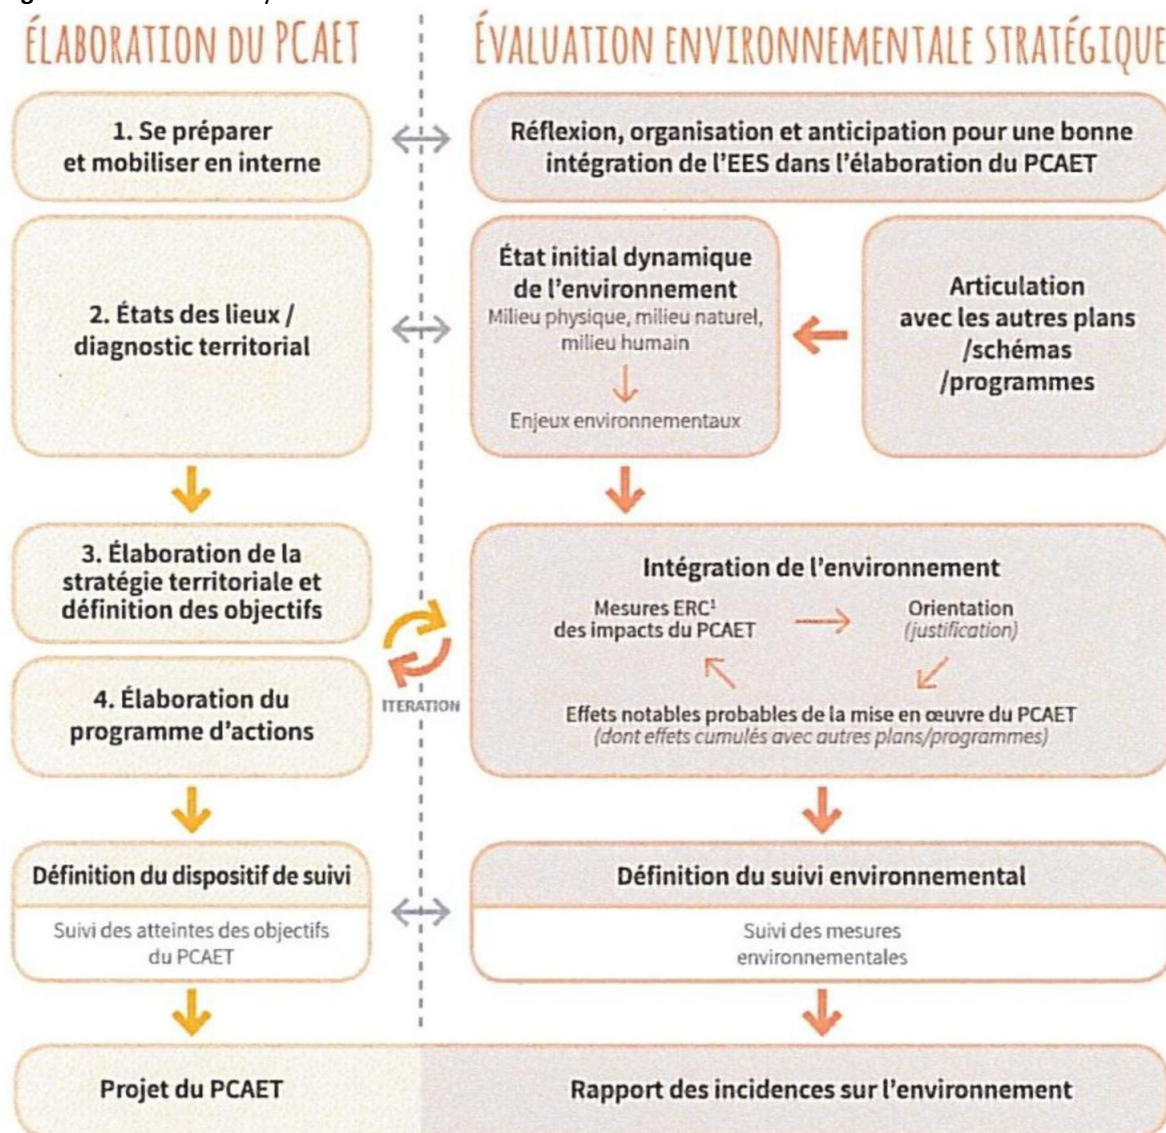 ÉLABORATION DU PCAET
ÉVALUATION ENVIRONNEMENTALE STRATÉGIQUE
1. Se préparer
et mobiliser en interne
Réflexion, organisation et anticipation pour une bonne
intégration de l'EES dans l'élaboration du PCAET
2. États des lieux /
diagnostic territorial
État initial dynamique
de l'environnement
Milieu physique, milieu naturel,
milieu humain
Enjeux environnementaux
Articulation
avec les autres plans
/schémas
/programmes
3. Élaboration de la
stratégie territoriale et
définition des objectifs
4. Élaboration du
programme d'actions
ITERATION
Intégration de l'environnement
Mesures ERC¹
des impacts du PCAET
Orientation
(justification)
Effets notables probables de la mise en œuvre du PCAET
(dont effets cumulés avec autres plans/programmes)
Définition du dispositif de suivi
Suivi des atteintes des objectifs
du PCAET
Définition du suivi environnemental
Suivi des mesures
environnementales
Projet du PCAET
Rapport des incidences sur l'environnement